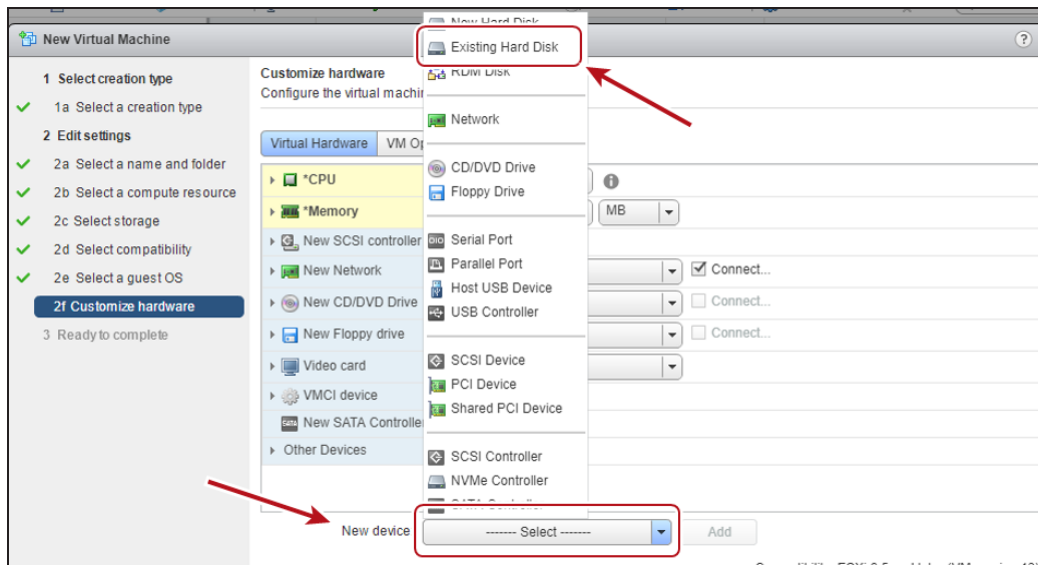 New Virtual Machine
?
1 Select creation type
1a Select a creation type
2 Edit settings
2a Select a name and folder
2b Select a compute resource
2c Select storage
2d Select compatibility
2e Select a guest OS
2f Customize hardware
3 Ready to complete
Customize hardware
Configure the virtual machin
Virtual Hardware VM Op
*CPU
*Memory
MB
New SCSI controller
New Network
Connect...
New CD/DVD Drive
Connect...
New Floppy drive
Connect...
Video card
VMCI device
New SATA Controlle
Other Devices
New Hard Disk
Existing Hard Disk
RDM Disk
Network
CD/DVD Drive
Floppy Drive
Serial Port
Parallel Port
Host USB Device
USB Controller
SCSI Device
PCI Device
Shared PCI Device
SCSI Controller
NVMe Controller
SATA Controller
New device
------- Select -------
Add